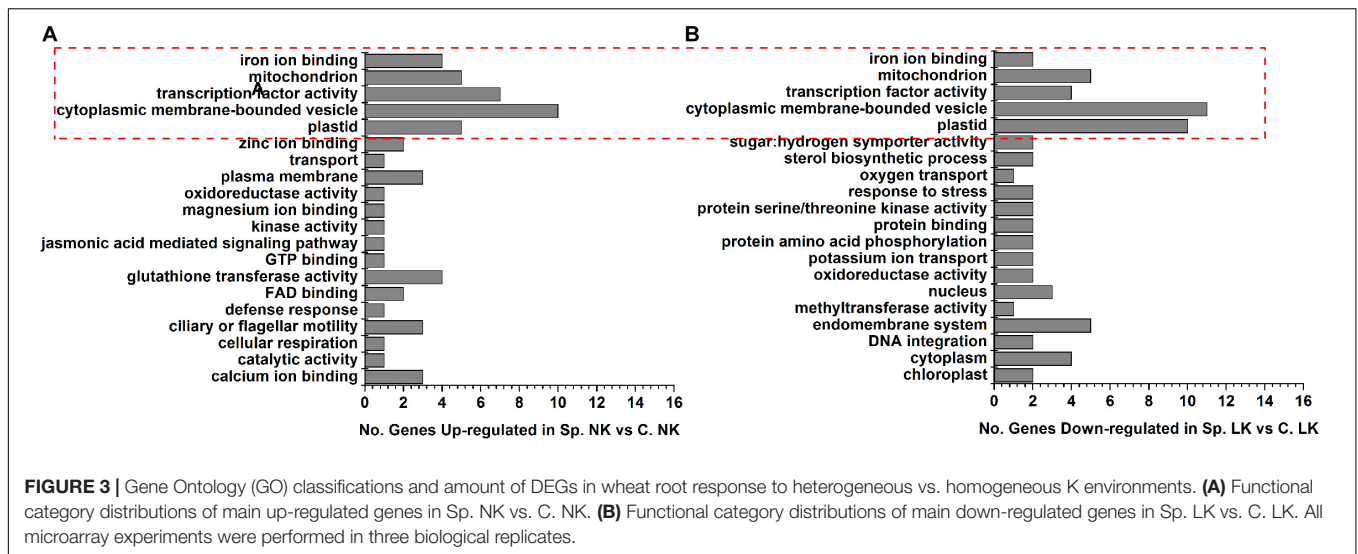 A
iron ion binding
mitochondrion
transcription factor activity
A
cytoplasmic membrane-bounded vesicle
plastid
zinc ion binding
transport
plasma membrane
oxidoreductase activity
magnesium ion binding
kinase activity
jasmonic acid mediated signaling pathway
GTP binding
glutathione transferase activity
FAD binding
defense response
ciliary or flagellar motility
cellular respiration
catalytic activity
calcium ion binding
0 2 4 6 8 10 12 14 16
No. Genes Up-regulated in Sp. NK vs C. NK
B
iron ion binding
mitochondrion
transcription factor activity
cytoplasmic membrane-bounded vesicle
plastid
sugar:hydrogen symporter activity
sterol biosynthetic process
oxygen transport
response to stress
protein serine/threonine kinase activity
protein binding
protein amino acid phosphorylation
potassium ion transport
oxidoreductase activity
nucleus
methyltransferase activity
endomembrane system
DNA integration
cytoplasm
chloroplast
0 2 4 6 8 10 12 14 16
No. Genes Down-regulated in Sp. LK vs C. LK
FIGURE 3 | Gene Ontology (GO) classifications and amount of DEGs in wheat root response to heterogeneous vs. homogeneous K environments. (A) Functional
category distributions of main up-regulated genes in Sp. NK vs. C. NK. (B) Functional category distributions of main down-regulated genes in Sp. LK vs. C. LK. All
microarray experiments were performed in three biological replicates.